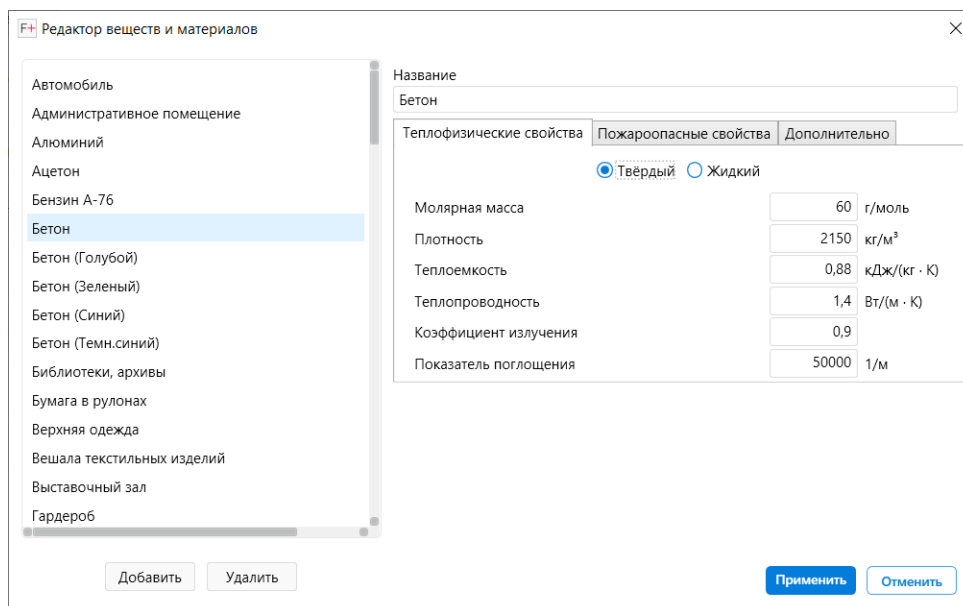 F+ Редактор веществ и материалов
Автомобиль
Административное помещение
Алюминий
Ацетон
Бензин А-76
Бетон
Бетон (Голубой)
Бетон (Зеленый)
Бетон (Синий)
Бетон (Темн.синий)
Библиотеки, архивы
Бумага в рулонах
Верхняя одежда
Вешала текстильных изделий
Выставочный зал
Гардероб
Добавить Удалить
Название
Бетон
Теплофизические свойства Пожароопасные свойства Дополнительно
Твёрдый Жидкий
Молярная масса 60 г/моль
Плотность 2150 кг/м³
Теплоемкость 0,88 кДж/(кг · К)
Теплопроводность 1,4 Вт/(м · К)
Коэффициент излучения 0,9
Показатель поглощения 50000 1/м
Применить Отменить